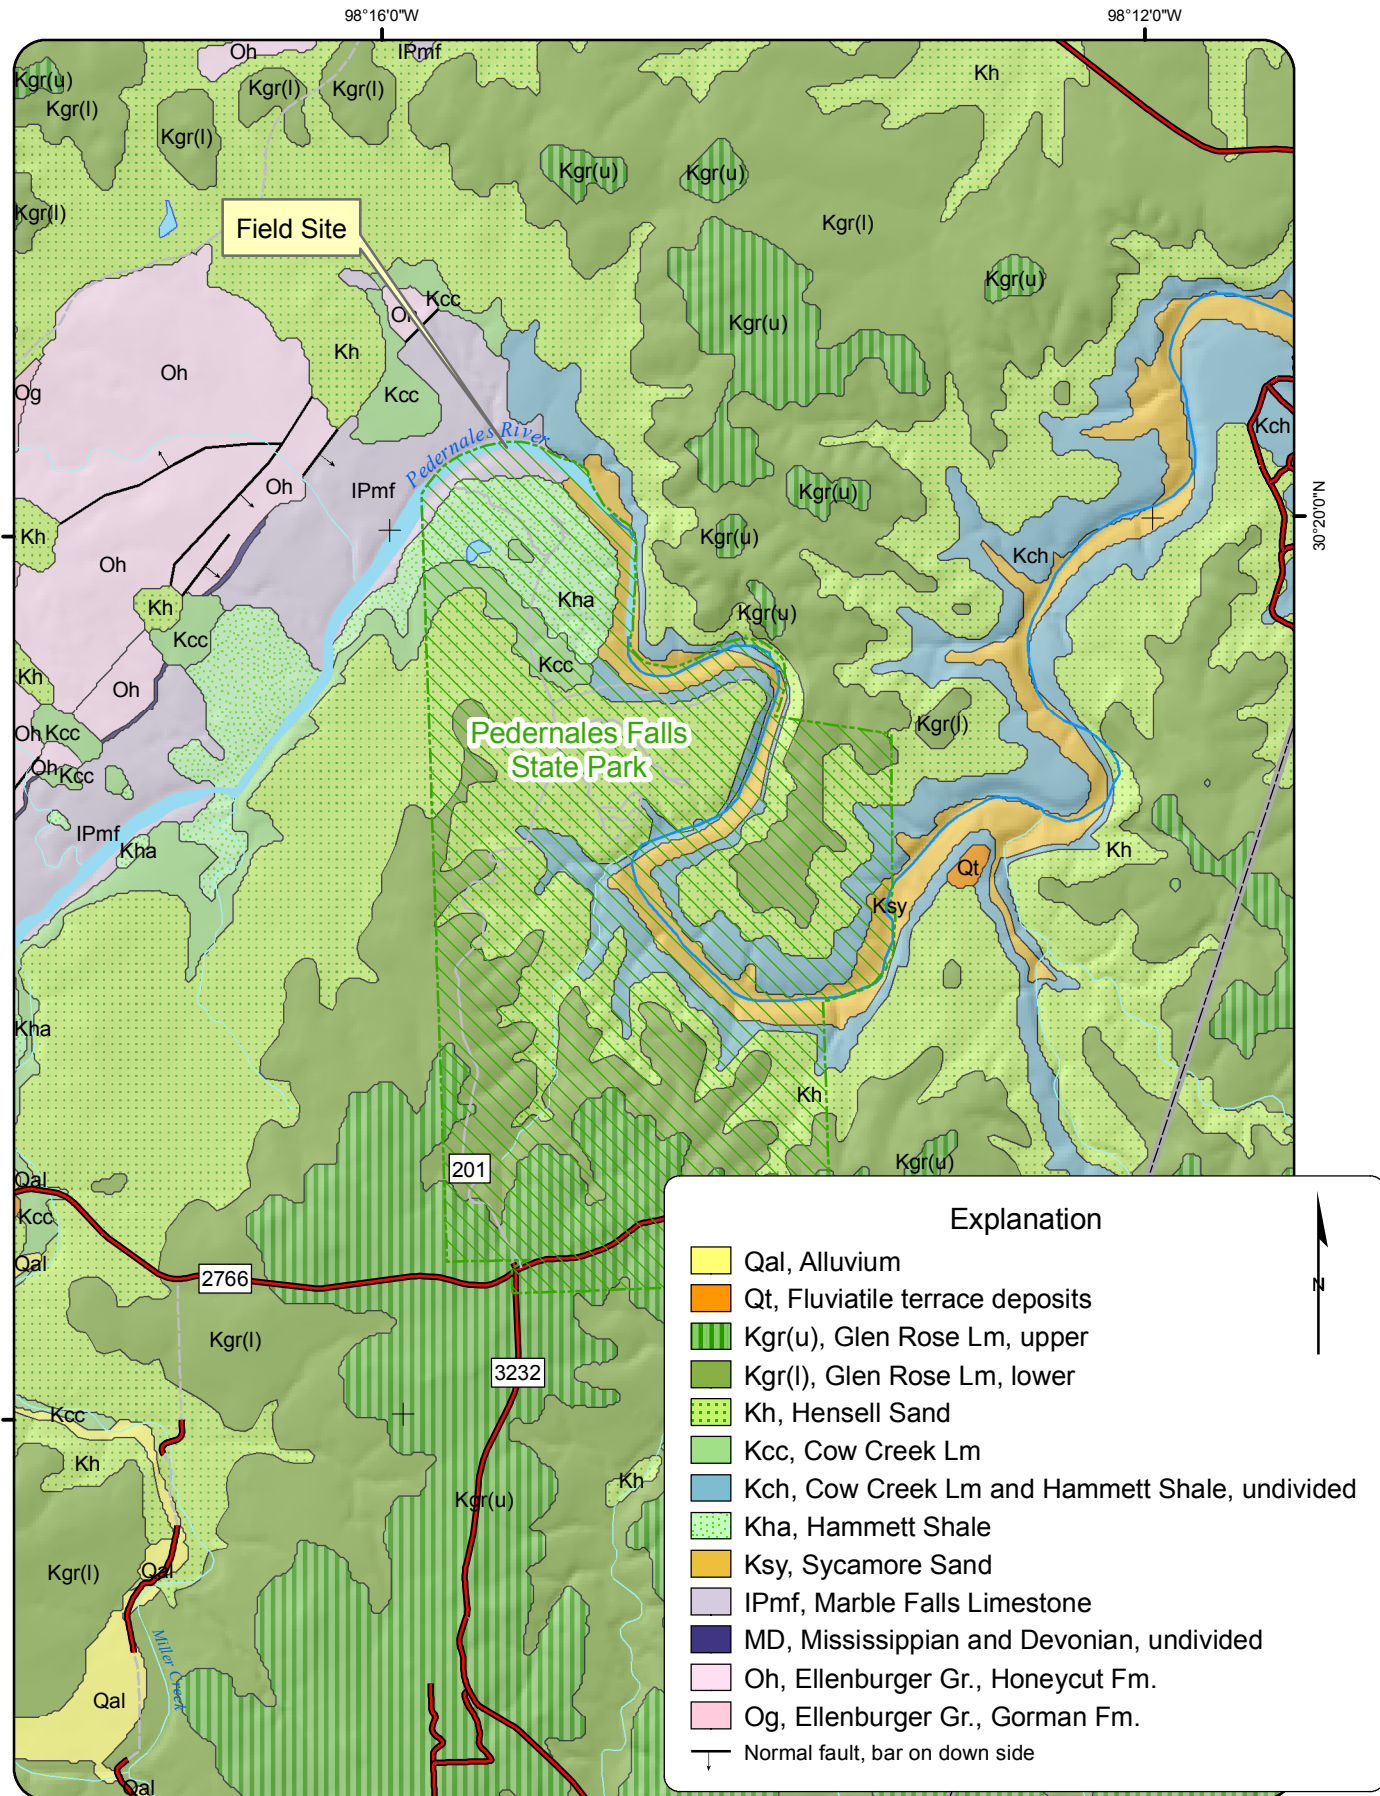 98°16'0"W
98°12'0"W
Oh
IPmf
Kgr(u)
Kgr(l)
Kgr(l)
Kgr(l)
Kh
Kgr(l)
Kgr(u)
Kgr(u)
Kgr(l)
Field Site
Kgr(l)
Kgr(u)
Kcc
Oh
Kgr(u)
Kh
Oh
Og
Kcc
Kch
Pedernales River
Oh
IPmf
Kgr(u)
30°20'0"N
Kh
Kgr(u)
Kch
Oh
Kha
Kh
Kgr(u)
Kcc
Kcc
Kh
Oh
Kgr(l)
Oh
Kcc
Pedernales Falls
State Park
Oh
Kcc
IPmf
Kha
Kh
Qt
Ksy
Kha
Kh
Kgr(u)
201
Qal
Kcc
Qal
2766
Kgr(l)
3232
Kcc
Kh
Kh
Kgr(u)
Kgr(l)
Qal
Miller Creek
Qal
Qal
Explanation
N
Qal, Alluvium
Qt, Fluviatile terrace deposits
Kgr(u), Glen Rose Lm, upper
Kgr(l), Glen Rose Lm, lower
Kh, Hensell Sand
Kcc, Cow Creek Lm
Kch, Cow Creek Lm and Hammett Shale, undivided
Kha, Hammett Shale
Ksy, Sycamore Sand
IPmf, Marble Falls Limestone
MD, Mississippian and Devonian, undivided
Oh, Ellenburger Gr., Honeycut Fm.
Og, Ellenburger Gr., Gorman Fm.
Normal fault, bar on down side